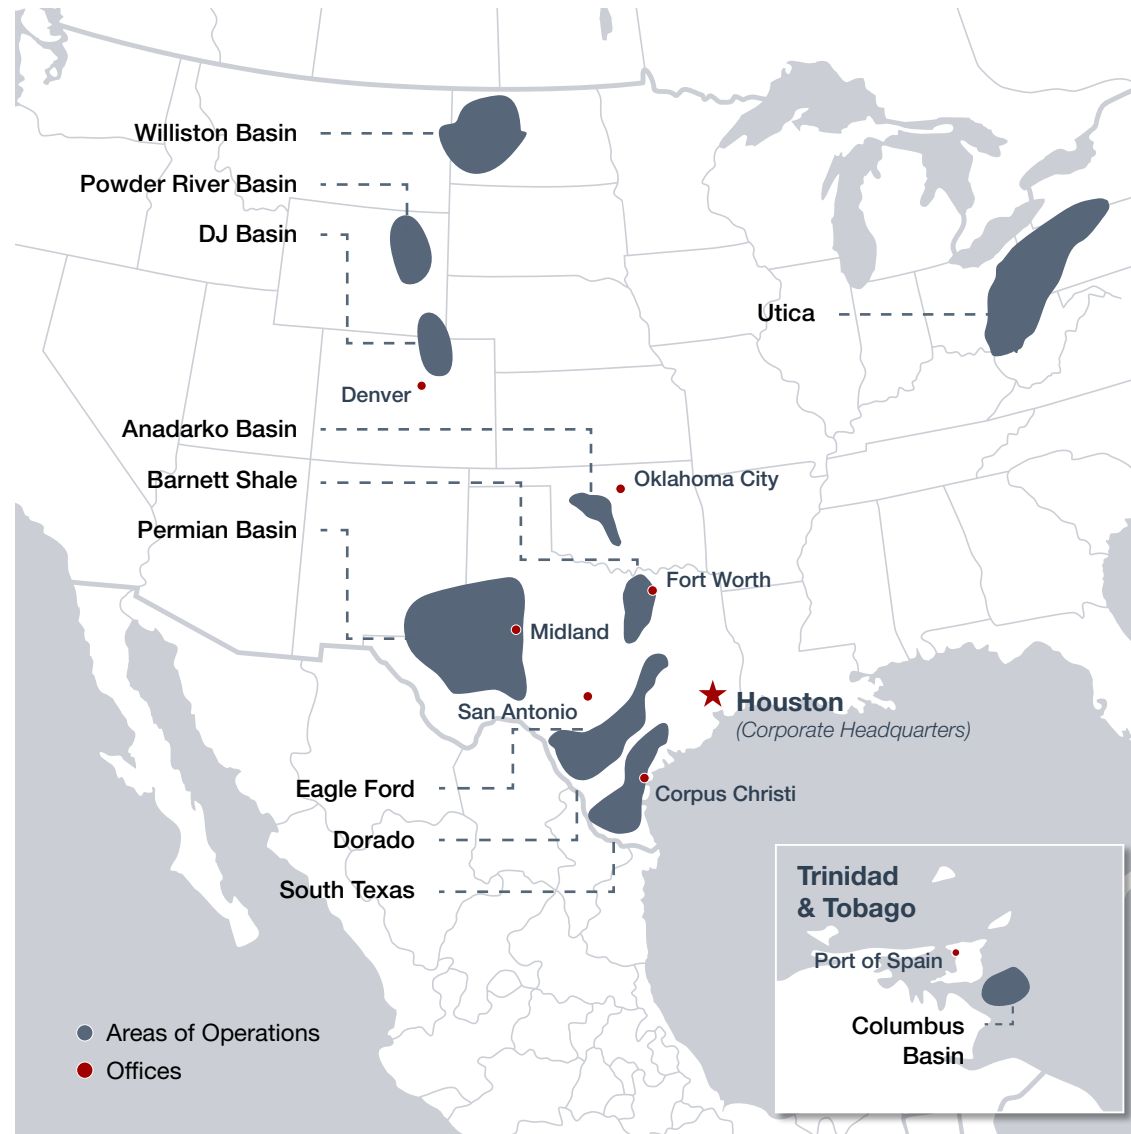 Williston Basin
Powder River Basin
DJ Basin
Utica
Denver
Anadarko Basin
Oklahoma City
Barnett Shale
Permian Basin
Fort Worth
Midland
Houston
(Corporate Headquarters)
San Antonio
Eagle Ford
Corpus Christi
Dorado
South Texas
Trinidad
& Tobago
Port of Spain
Columbus
Basin
Areas of Operations
Offices